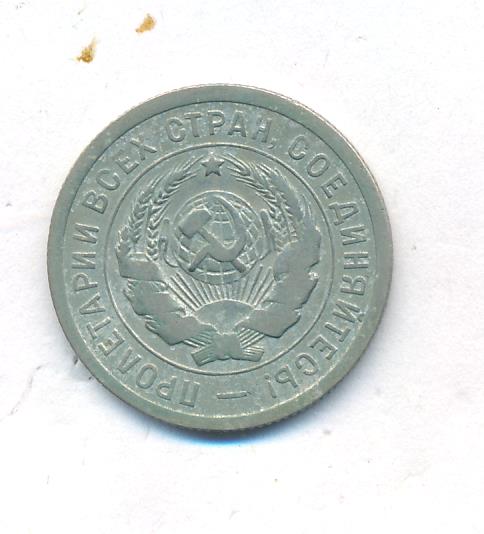 ПРОЛЕТАРИИ ВСЕХ СТРАН, СОЕДИНЯЙТЕСЬ! —